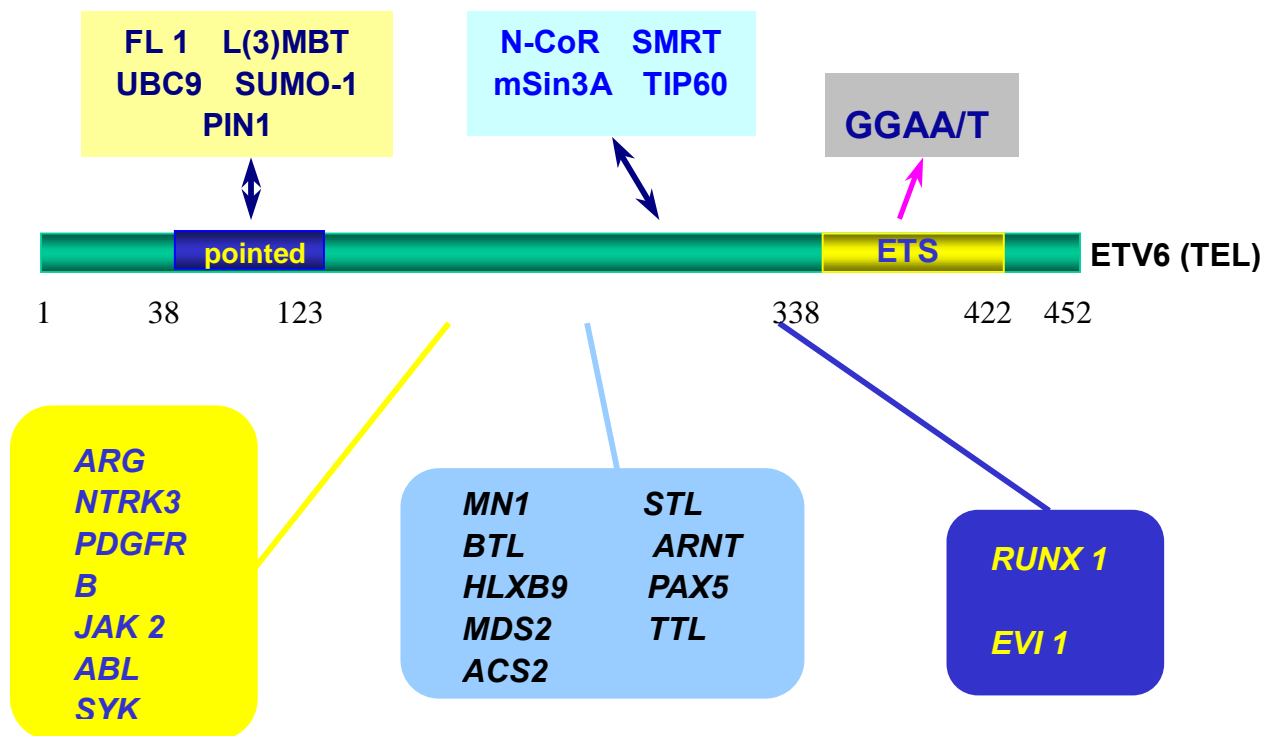 FL 1 L(3)MBT
UBC9 SUMO-1
PIN1
N-CoR SMRT
mSin3A TIP60
GGAA/T
pointed
ETS
ETV6 (TEL)
1 38 123 338 422 452
ARG
NTRK3
PDGFR
B
JAK 2
ABL
SYK
MN1 STL
BTL ARNT
HLXB9 PAX5
MDS2 TTL
ACS2
RUNX 1
EVI 1